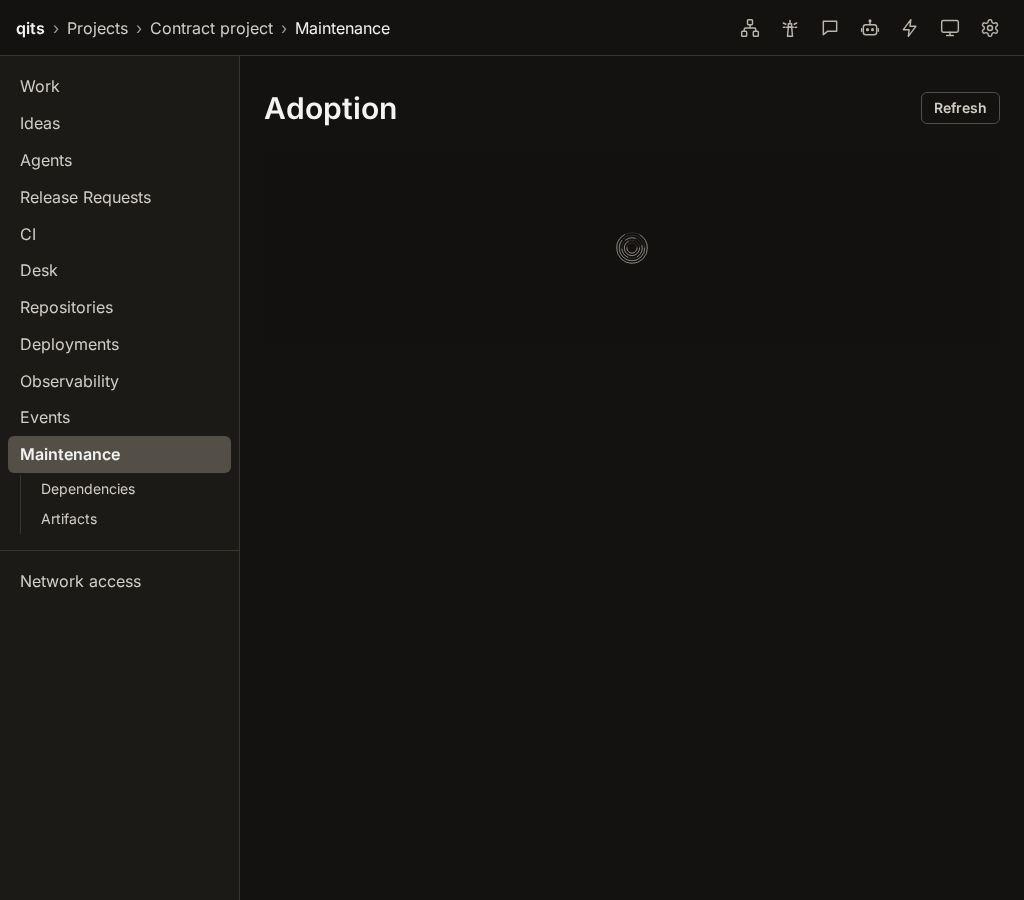 qits › Projects › Contract project › Maintenance
Work
Ideas
Agents
Release Requests
CI
Desk
Repositories
Deployments
Observability
Events
Maintenance
Dependencies
Artifacts
Network access
Adoption
Refresh